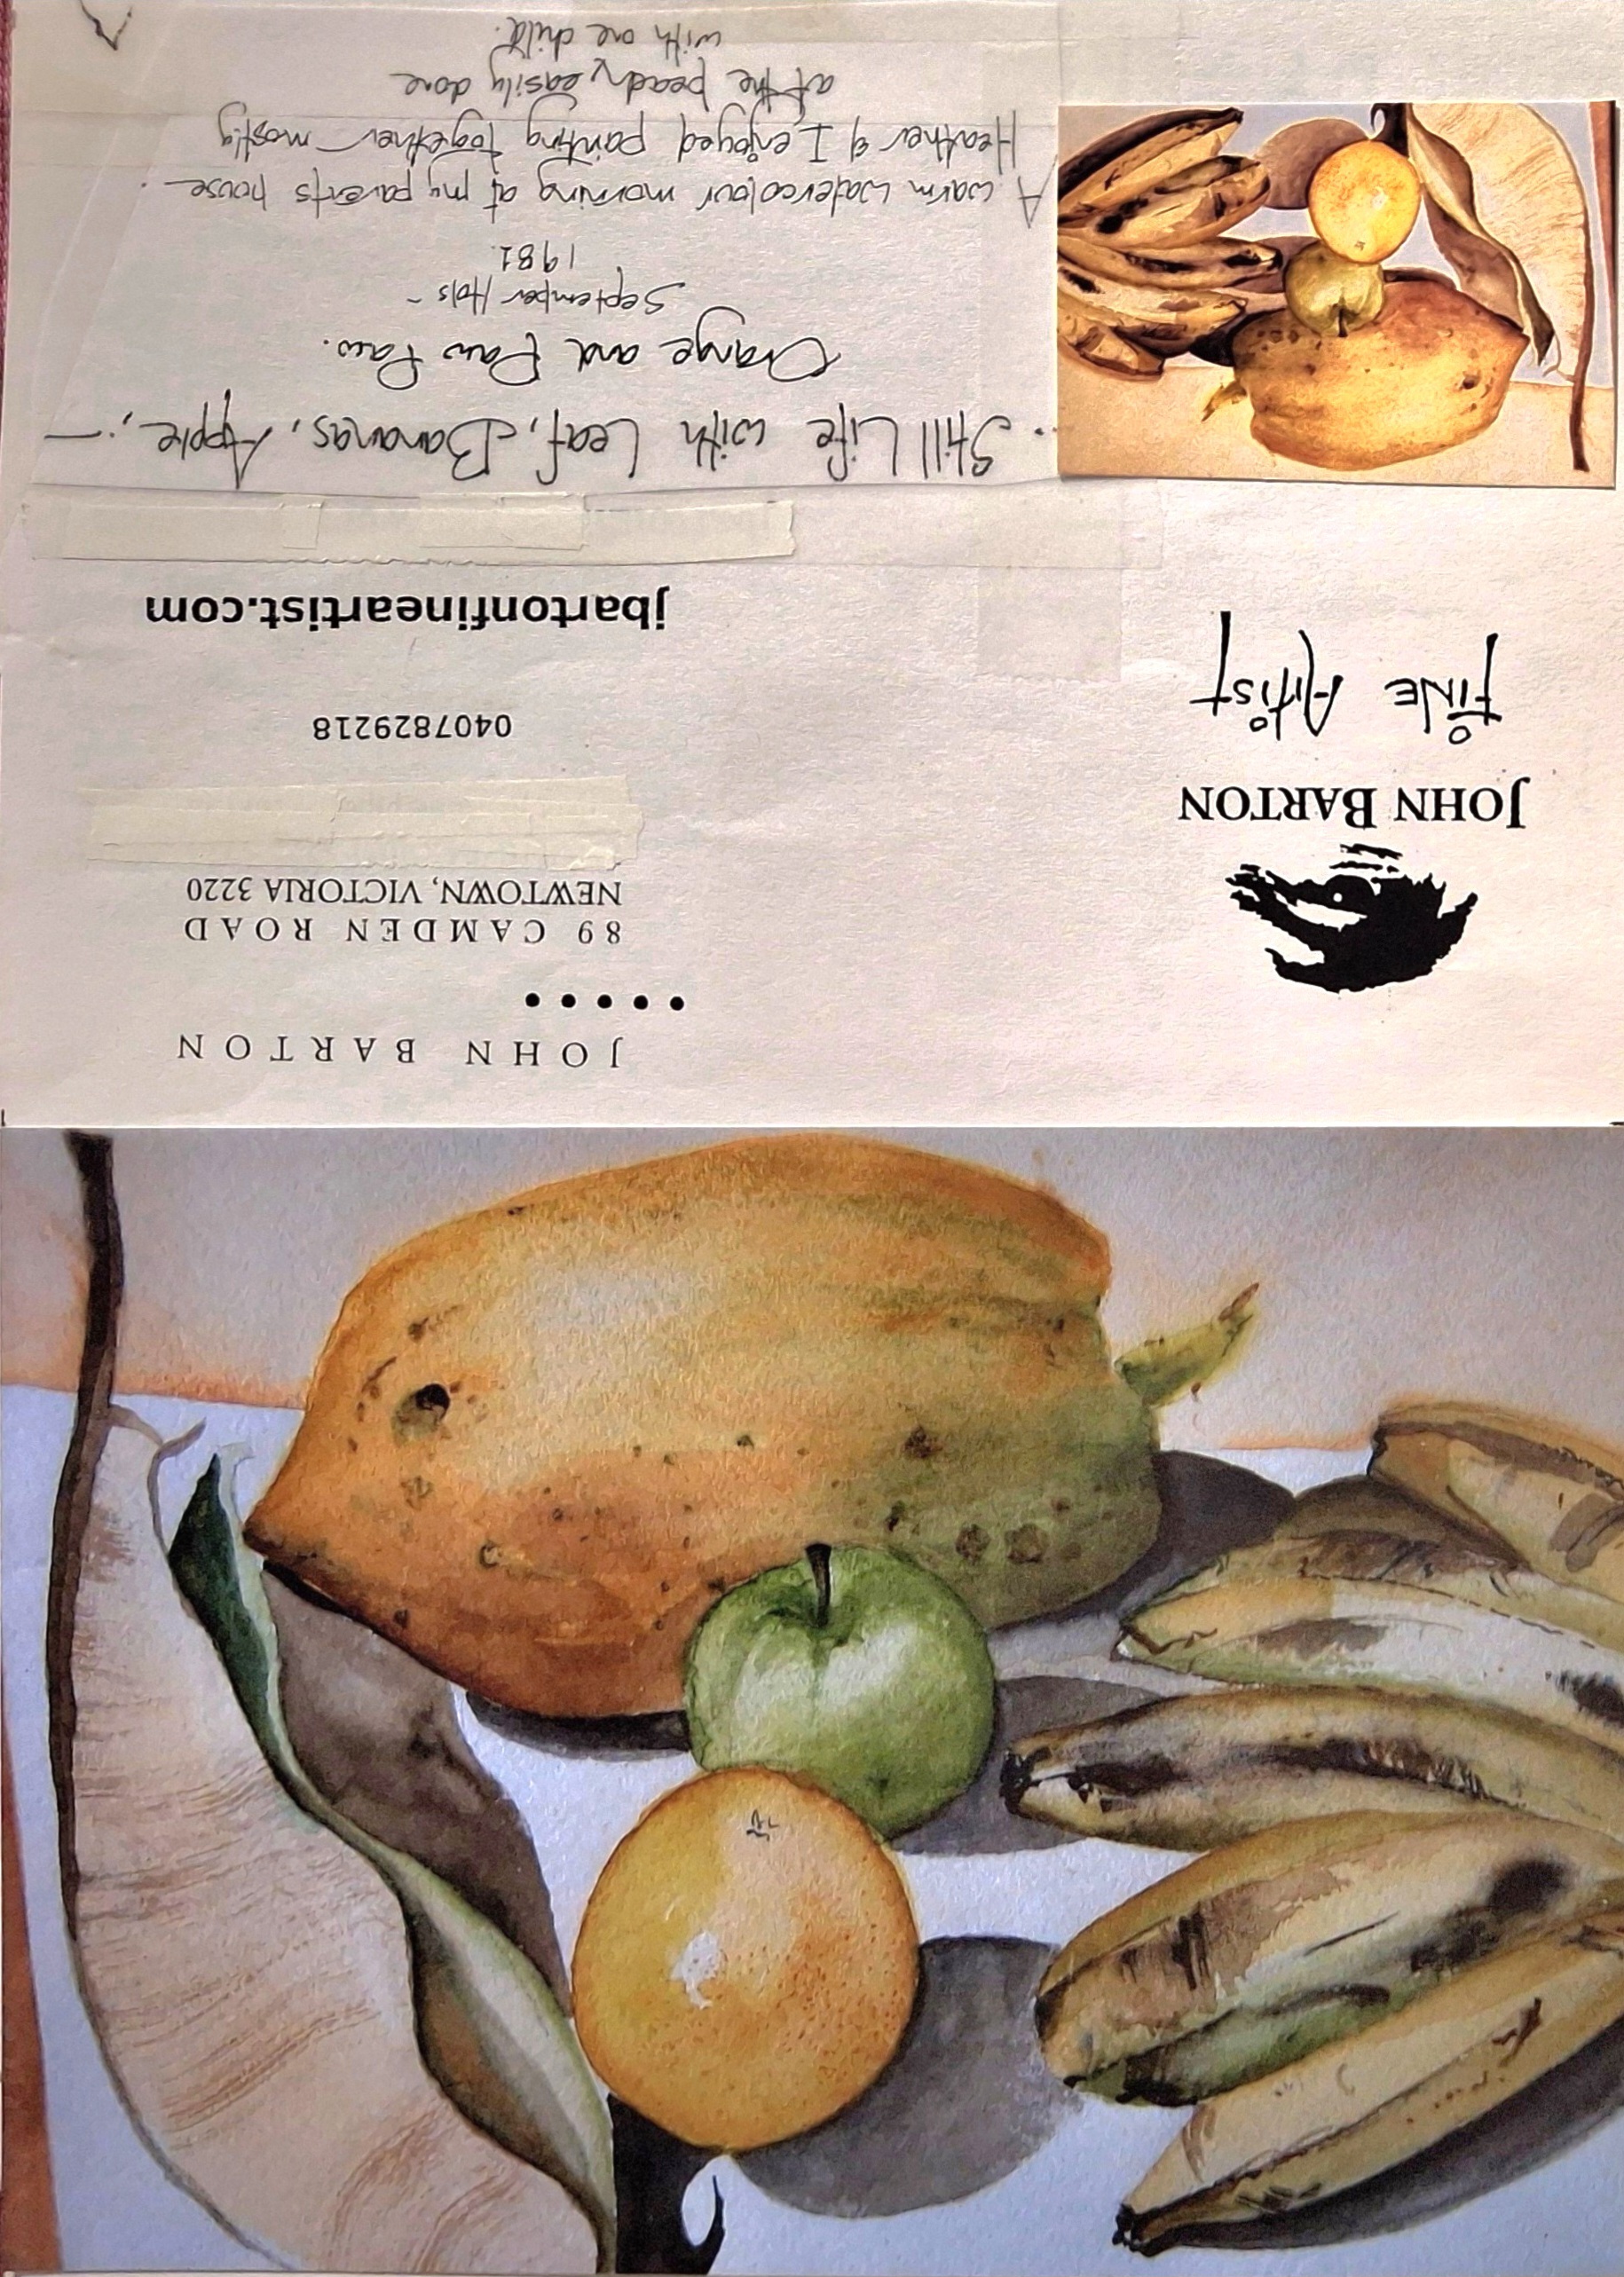 JOHN BARTON
FINE ARTIST
JOHN BARTON
89 CAMDEN ROAD
NEWTOWN, VICTORIA 3220
0407829218
jbartonfineartist.com
...Still Life with Leaf, Bananas, Apple, –
Orange and Paw Paw.
September Hols –
1981
A warm watercolour morning at my parents house.
Heather & I enjoyed painting together mostly
at the beach, easily done
with one child.